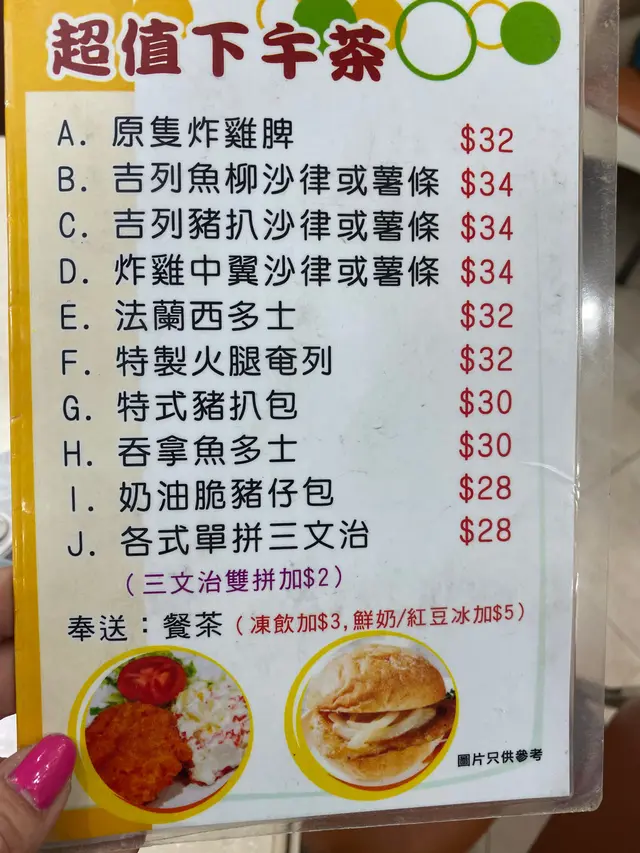 超值下午茶
A. 原隻炸雞脾 $32
B. 吉列魚柳沙律或薯條 $34
C. 吉列豬扒沙律或薯條 $34
D. 炸雞中翼沙律或薯條 $34
E. 法蘭西多士 $32
F. 特製火腿奄列 $32
G. 特式豬扒包 $30
H. 吞拿魚多士 $30
I. 奶油脆豬仔包 $28
J. 各式單拼三文治 $28
(三文治雙拼加$2)
奉送：餐茶 (凍飲加$3,鮮奶/紅豆冰加$5)
圖片只供參考